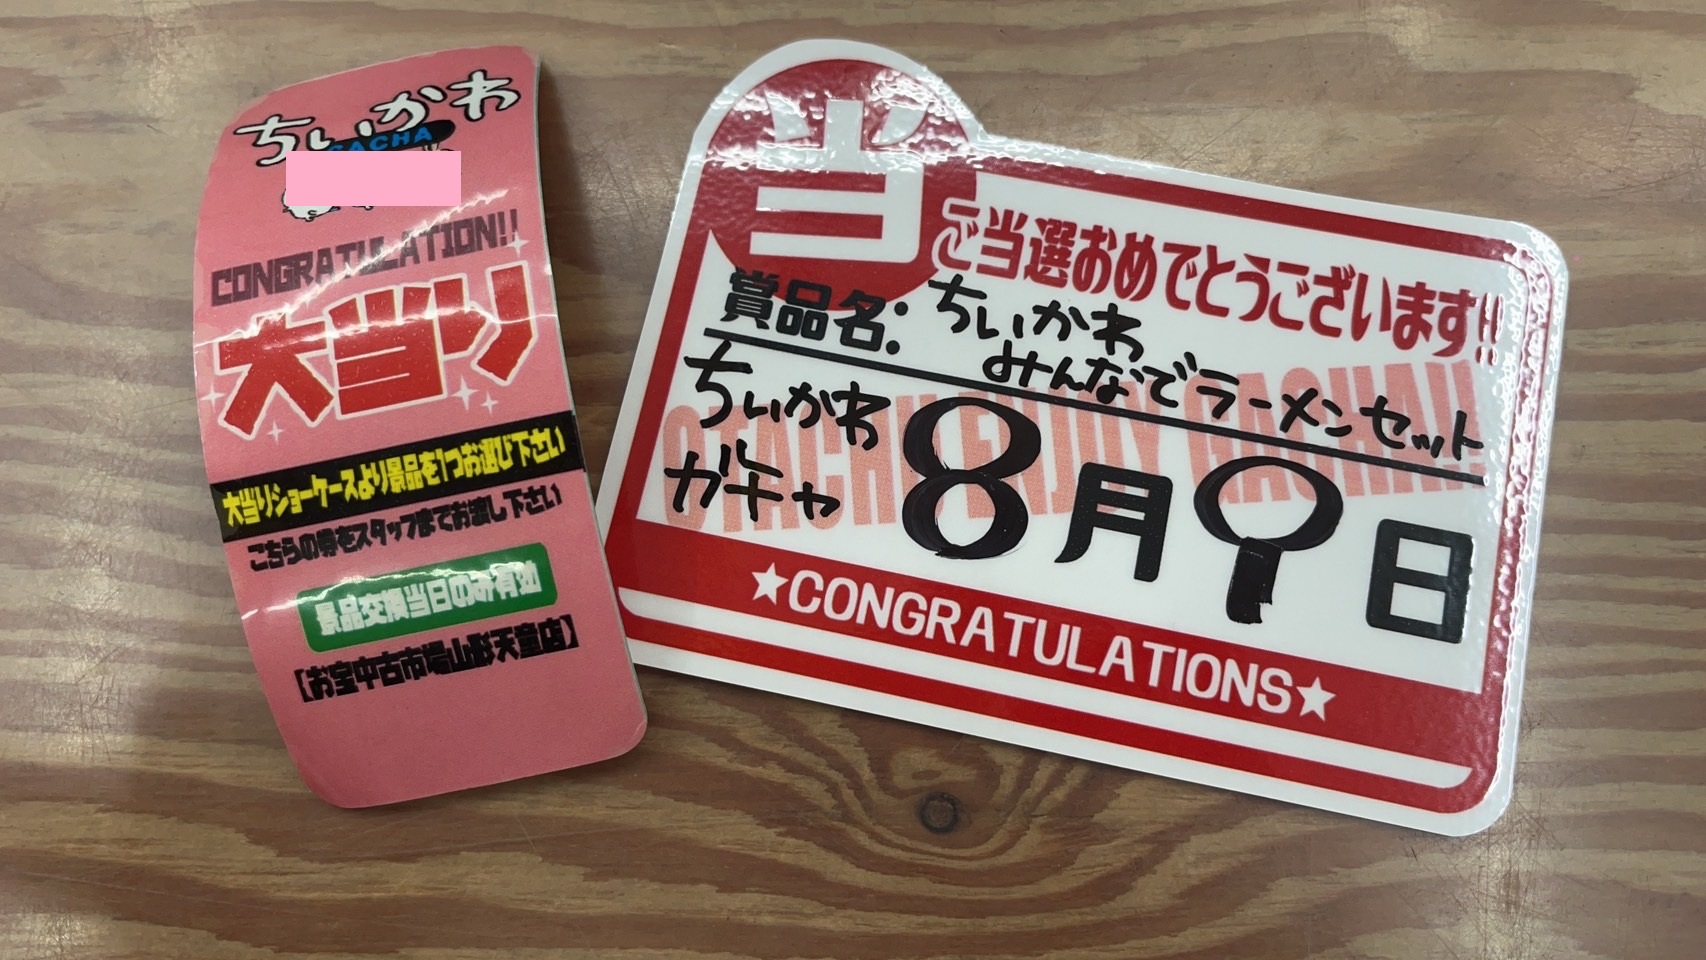 ちいかわ
GACHA
CONGRATULATION!!
大当り
大当りショーケースより景品を1つお選び下さい
こちらの券をスタッフまでお渡し下さい
景品交換当日のみ有効
【お宝中古市場山形天童店】
当
ご当選おめでとうございます!!
賞品名:ちいかわ
みんなでラーメンセット
ちいかわ
ガチャ
8月9日
OTACHU ENJOY GACHA!!
★CONGRATULATIONS★